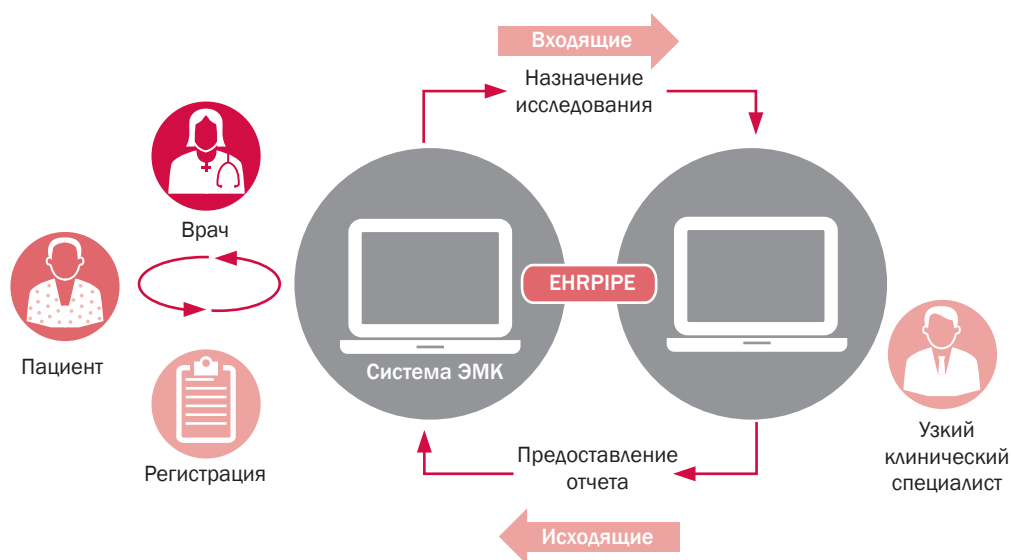 Входящие
Назначение
исследования
Врач
Пациент
Регистрация
EHRPIPE
Система ЭМК
Узкий
клинический
специалист
Предоставление
отчета
Исходящие